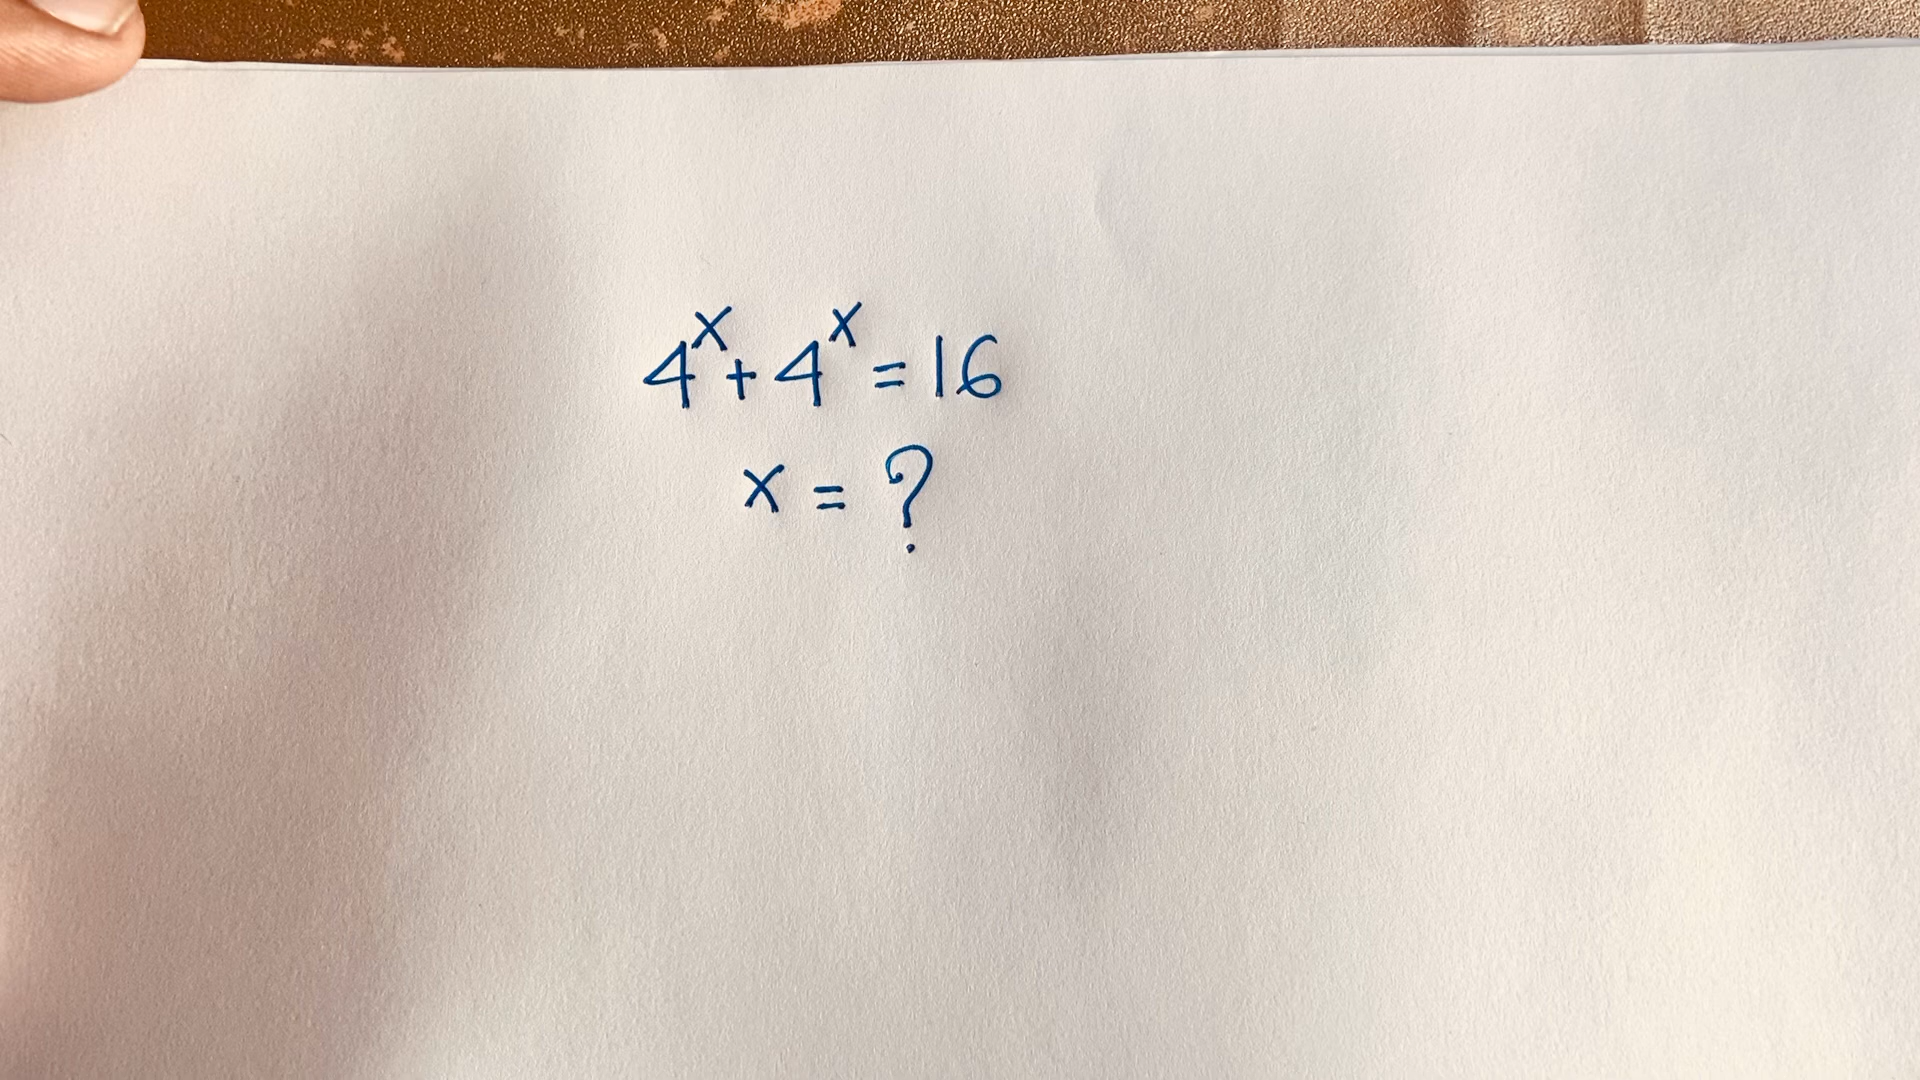 4^x + 4^x = 16
x = ?